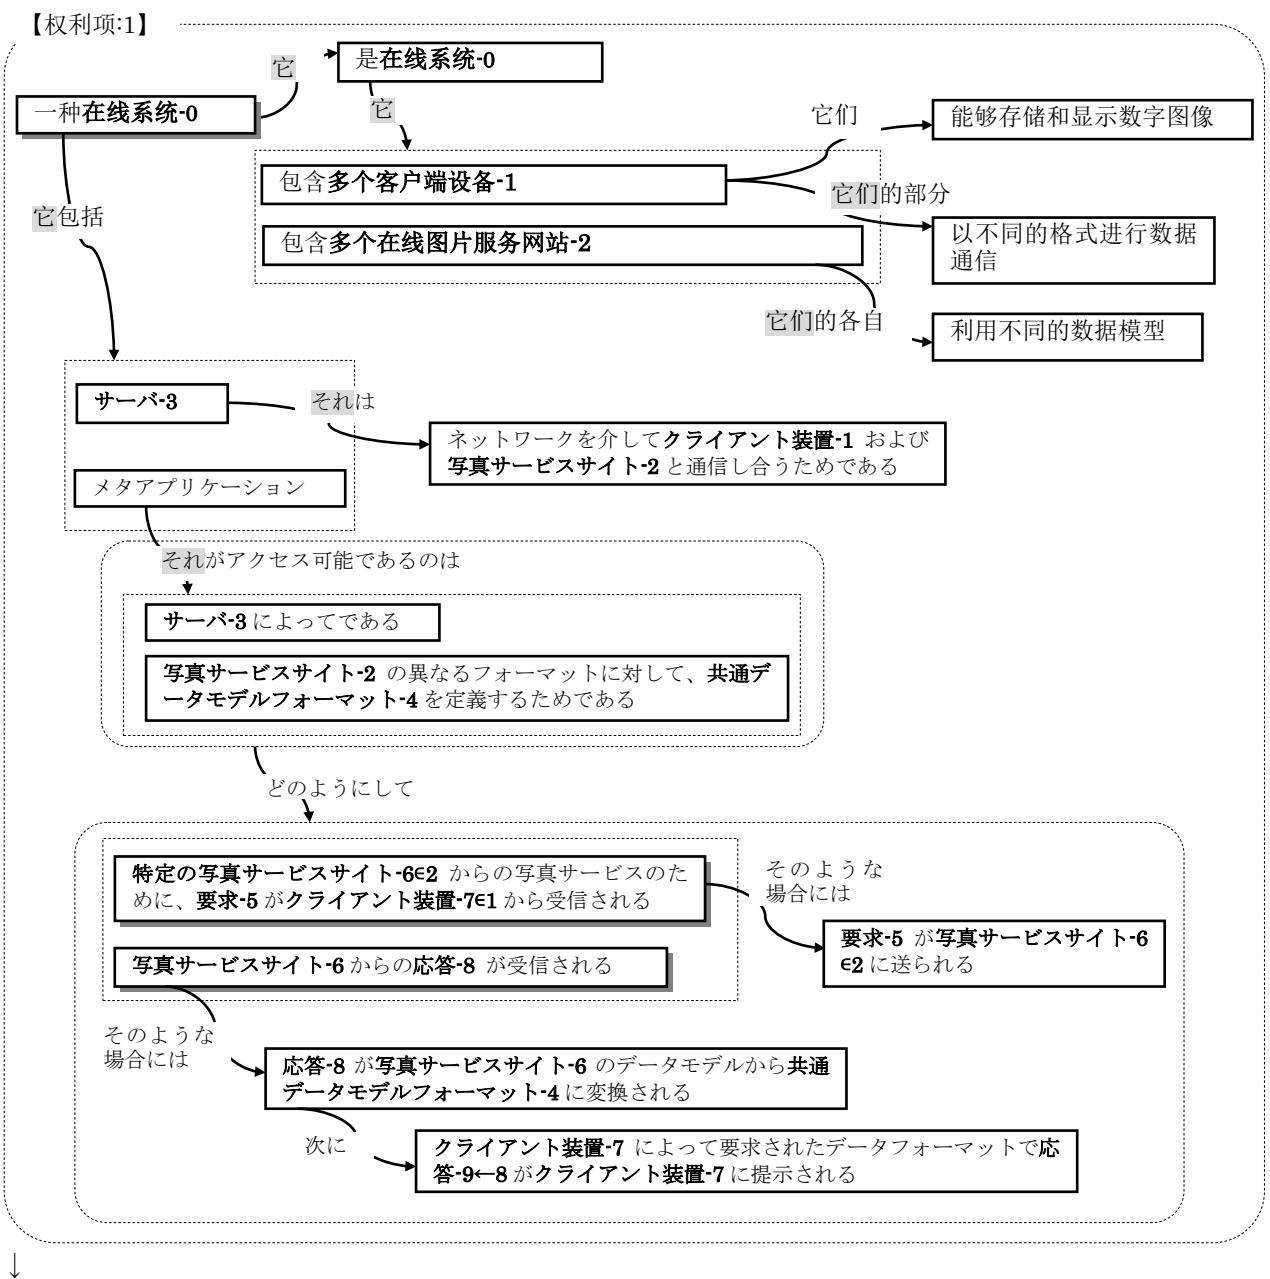 【权利项:1】
它
是在线系统-0
一种在线系统-0
它
它们
能够存储和显示数字图像
包含多个客户端设备-1
它们的部分
它包括
以不同的格式进行数据
通信
包含多个在线图片服务网站-2
它们的各自
利用不同的数据模型
サーバ-3
それは
ネットワークを介してクライアント装置-1 および
写真サービスサイト-2 と通信し合うためである
メタアプリケーション
それがアクセス可能であるのは
サーバ-3 によってである
写真サービスサイト-2 の異なるフォーマットに対して、共通デ
ータモデルフォーマット-4 を定義するためである
どのようにして
特定の写真サービスサイト-6∈2 からの写真サービスのた
めに、要求-5 がクライアント装置-7∈1 から受信される
そのような
場合には
要求-5 が写真サービスサイト-6
∈2 に送られる
写真サービスサイト-6 からの応答-8 が受信される
そのような
場合には
応答-8 が写真サービスサイト-6 のデータモデルから共通
データモデルフォーマット-4 に変換される
次に
クライアント装置-7 によって要求されたデータフォーマットで応
答-9←8 がクライアント装置-7 に提示される
↓